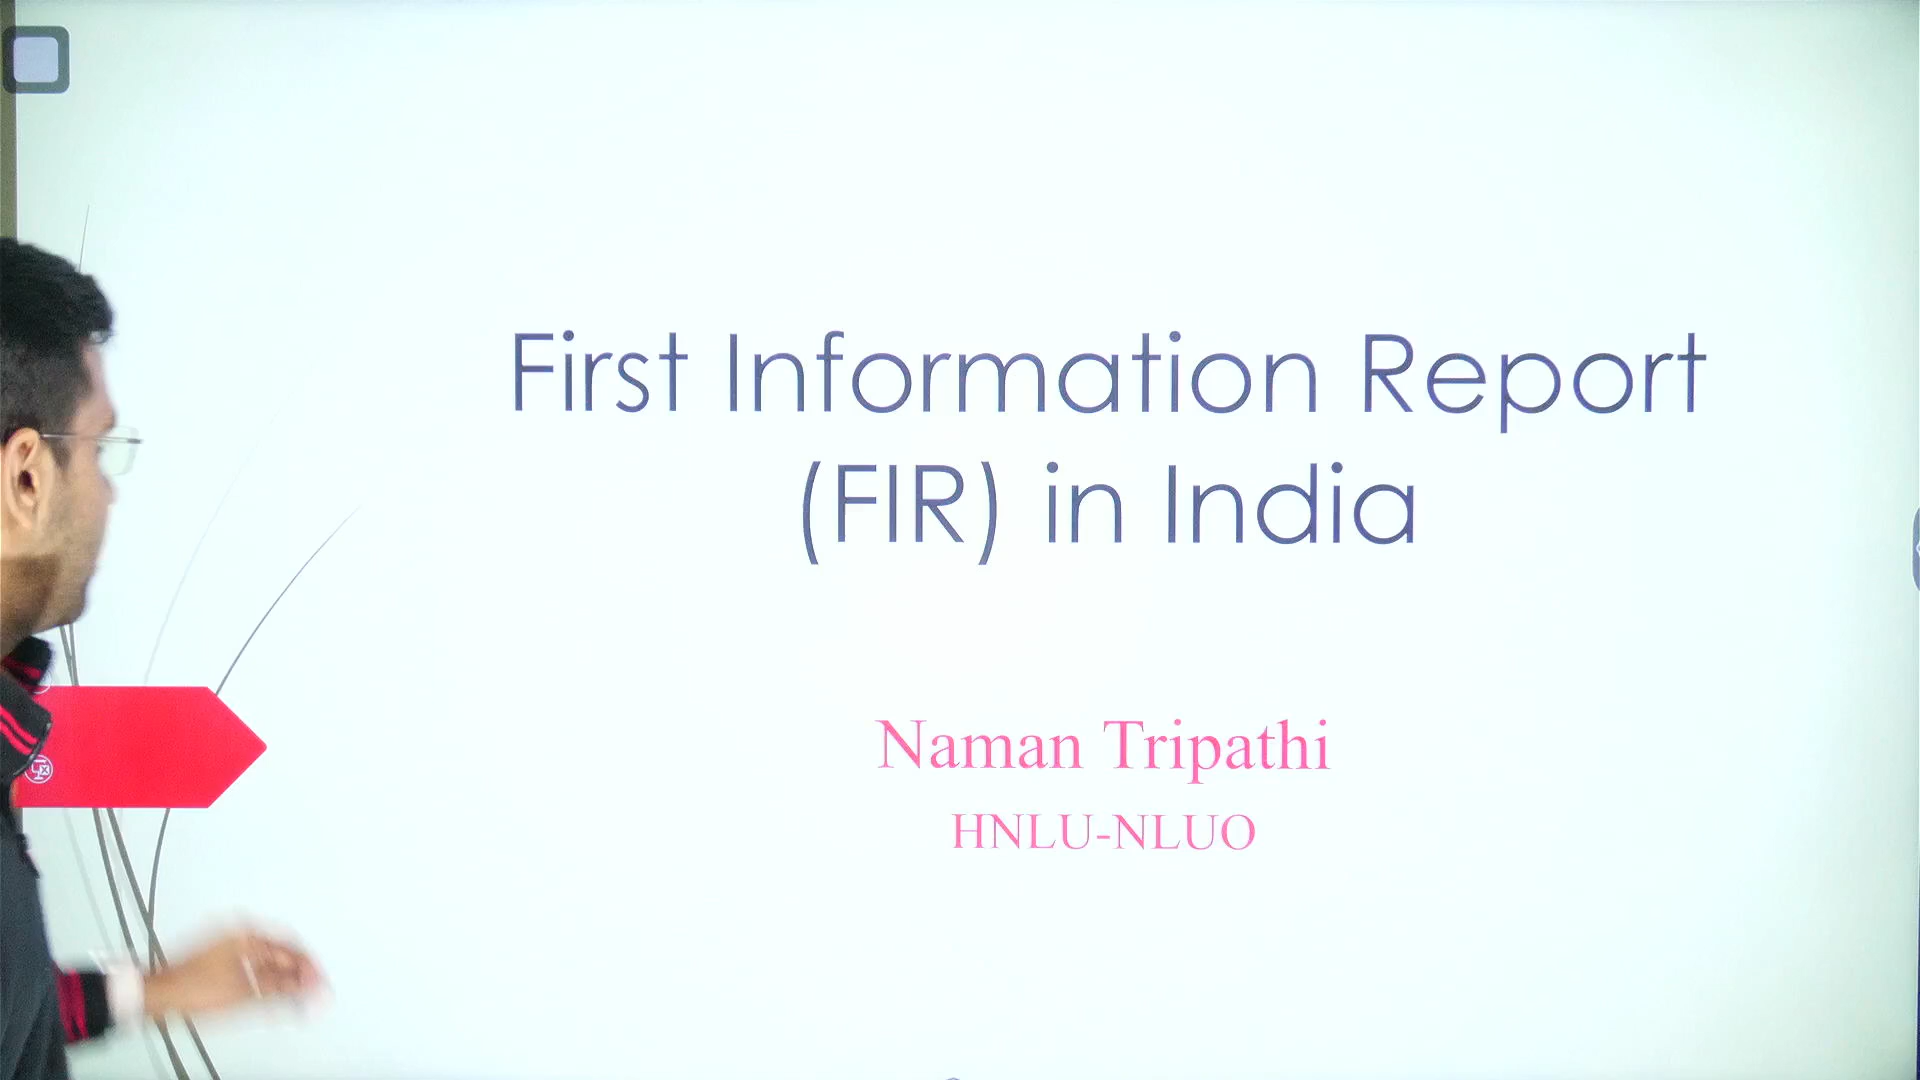 First Information Report
(FIR) in India
Naman Tripathi
HNLU-NLUO